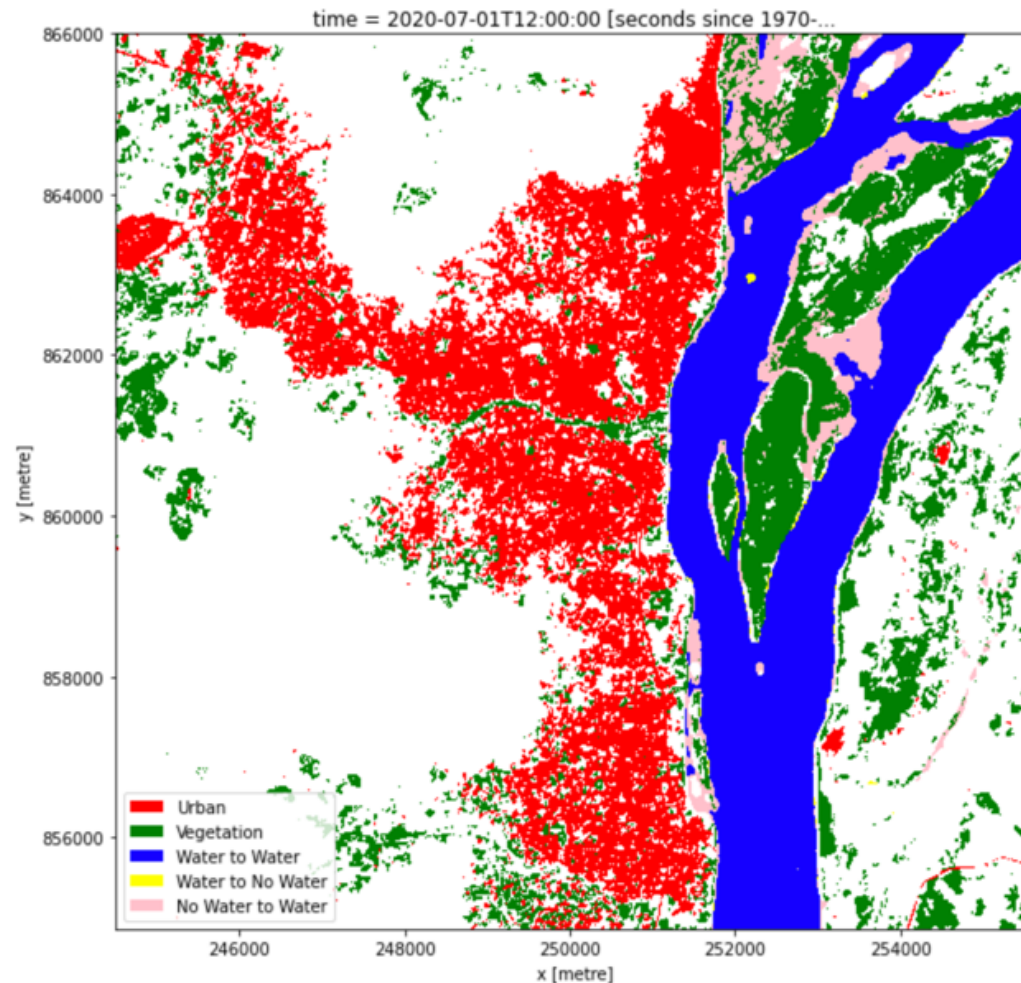 time = 2020-07-01T12:00:00 [seconds since 1970-...
866000
864000
862000
860000
858000
856000
y [metre]
Urban
Vegetation
Water to Water
Water to No Water
No Water to Water
246000 248000 250000 252000 254000
x [metre]